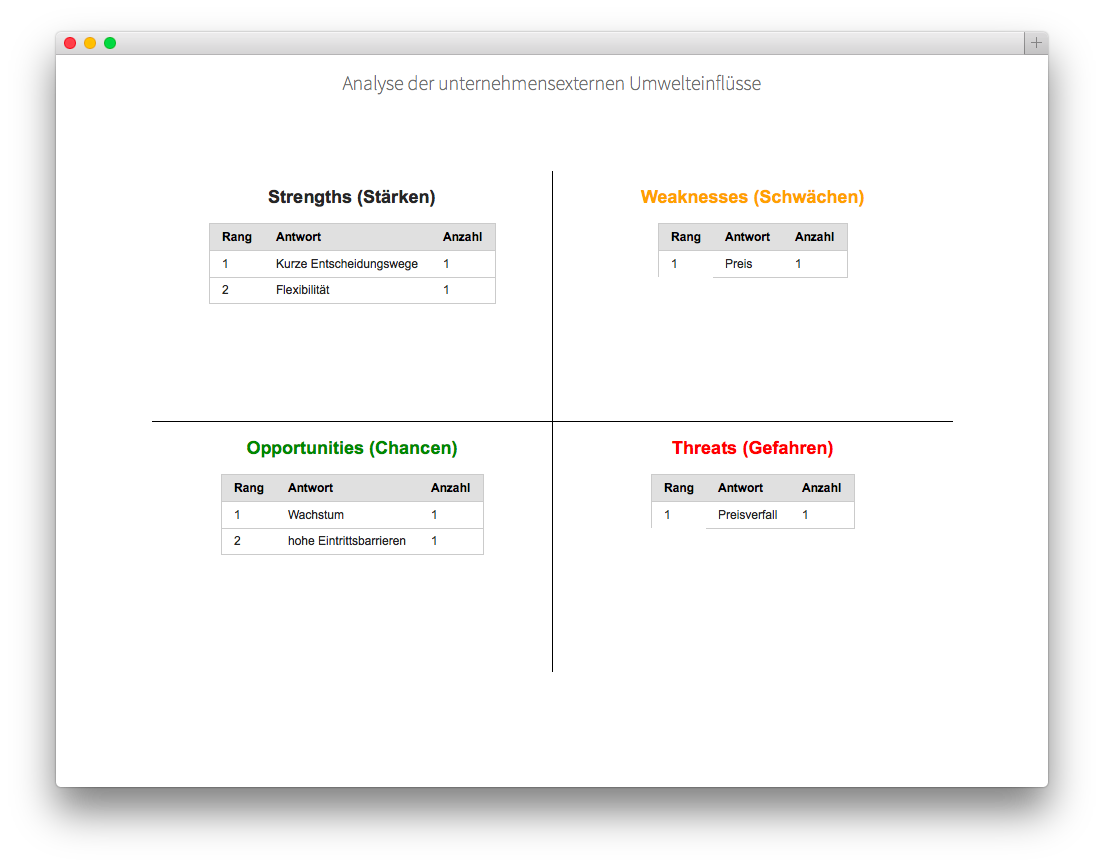 Analyse der unternehmensexternen Umwelteinflüsse
Strengths (Stärken)
Rang Antwort Anzahl
1 Kurze Entscheidungswege 1
2 Flexibilität 1
Weaknesses (Schwächen)
Rang Antwort Anzahl
1 Preis 1
Opportunities (Chancen)
Rang Antwort Anzahl
1 Wachstum 1
2 hohe Eintrittsbarrieren 1
Threats (Gefahren)
Rang Antwort Anzahl
1 Preisverfall 1